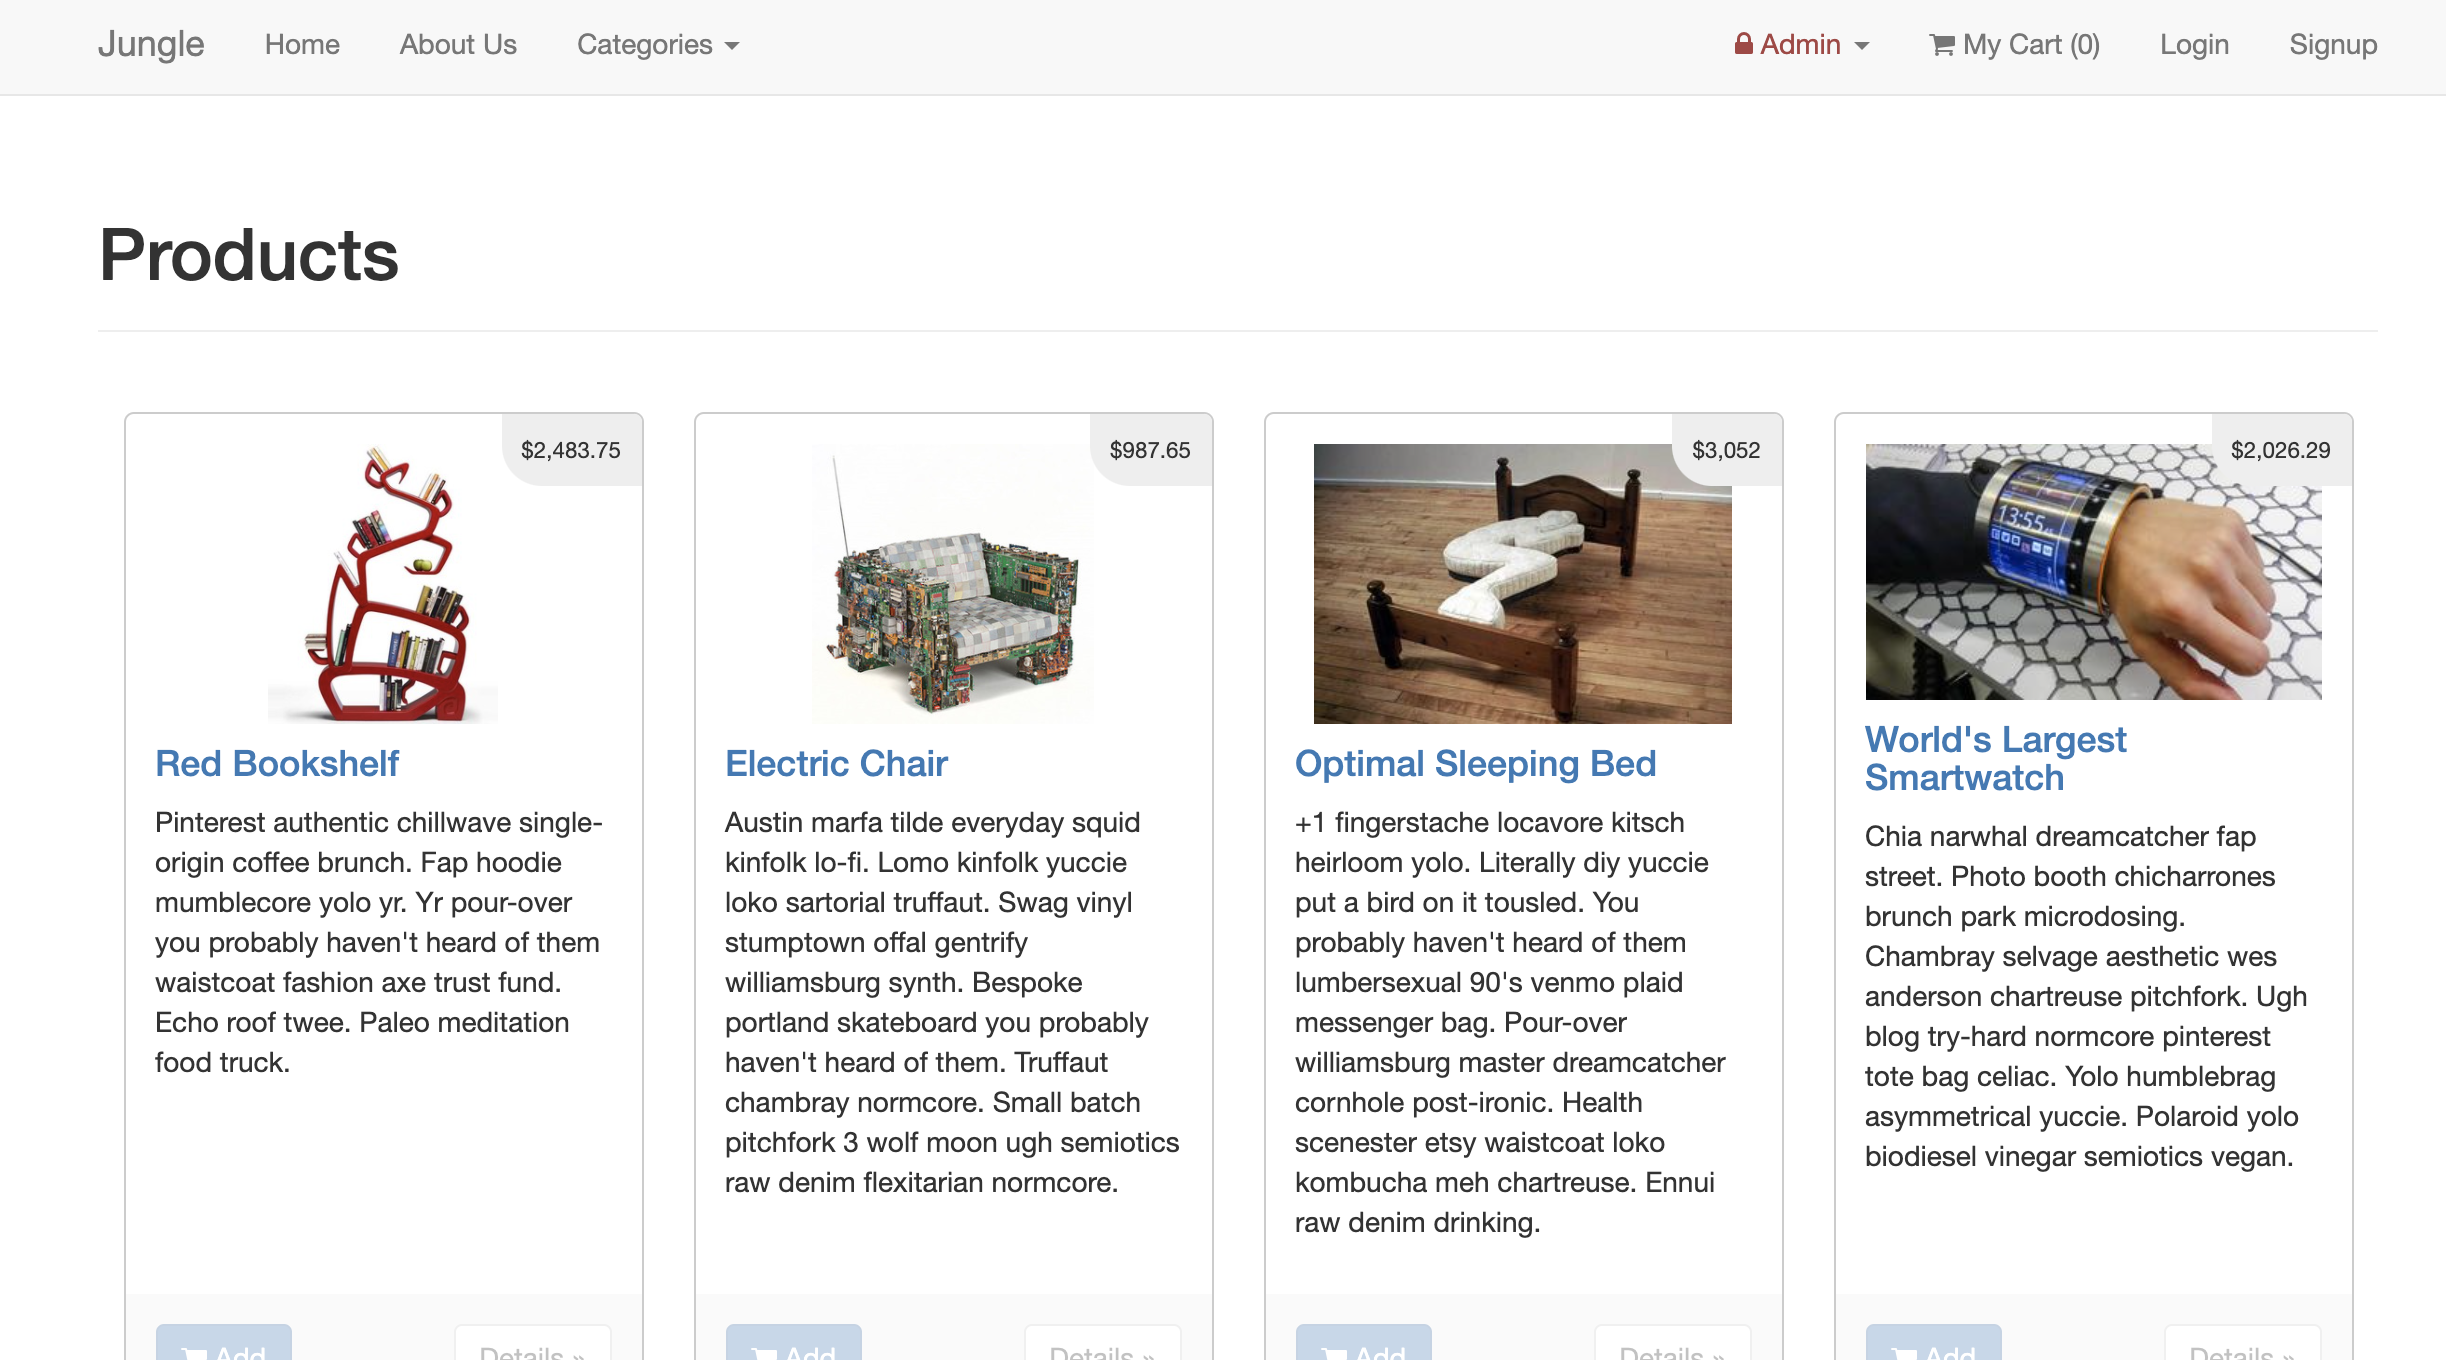 Jungle Home About Us Categories Admin My Cart (0) Login Signup
Products
$2,483.75
Red Bookshelf
Pinterest authentic chillwave single-
origin coffee brunch. Fap hoodie
mumblecore yolo yr. Yr pour-over
you probably haven't heard of them
waistcoat fashion axe trust fund.
Echo roof twee. Paleo meditation
food truck.
Add Details »
$987.65
Electric Chair
Austin marfa tilde everyday squid
kinfolk lo-fi. Lomo kinfolk yuccie
loko sartorial truffaut. Swag vinyl
stumptown offal gentrify
williamsburg synth. Bespoke
portland skateboard you probably
haven't heard of them. Truffaut
chambray normcore. Small batch
pitchfork 3 wolf moon ugh semiotics
raw denim flexitarian normcore.
Add Details »
$3,052
Optimal Sleeping Bed
+1 fingerstache locavore kitsch
heirloom yolo. Literally diy yuccie
put a bird on it tousled. You
probably haven't heard of them
lumbersexual 90's venmo plaid
messenger bag. Pour-over
williamsburg master dreamcatcher
cornhole post-ironic. Health
scenester etsy waistcoat loko
kombucha meh chartreuse. Ennui
raw denim drinking.
Add Details »
$2,026.29
13:55
World's Largest
Smartwatch
Chia narwhal dreamcatcher fap
street. Photo booth chicharrones
brunch park microdosing.
Chambray selvage aesthetic wes
anderson chartreuse pitchfork. Ugh
blog try-hard normcore pinterest
tote bag celiac. Yolo humblebrag
asymmetrical yuccie. Polaroid yolo
biodiesel vinegar semiotics vegan.
Add Details »